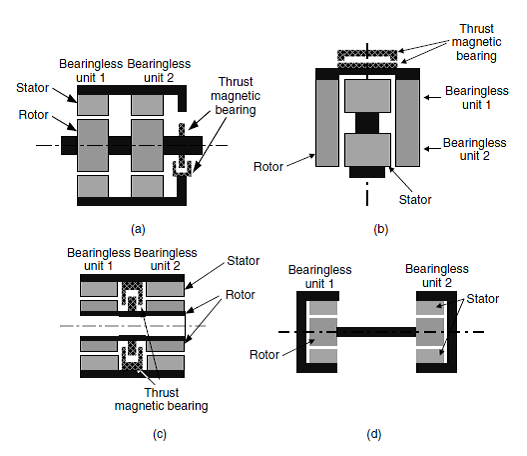 Bearingless Bearingless
unit 1 unit 2
Stator
Rotor
Thrust
magnetic
bearing
(a)
Thrust
magnetic
bearing
Bearingless
unit 1
Bearingless
unit 2
Rotor
Stator
(b)
Bearingless Bearingless
unit 1 unit 2
Stator
Rotor
Thrust
magnetic bearing
(c)
Bearingless
unit 1
Bearingless
unit 2
Stator
Rotor
(d)